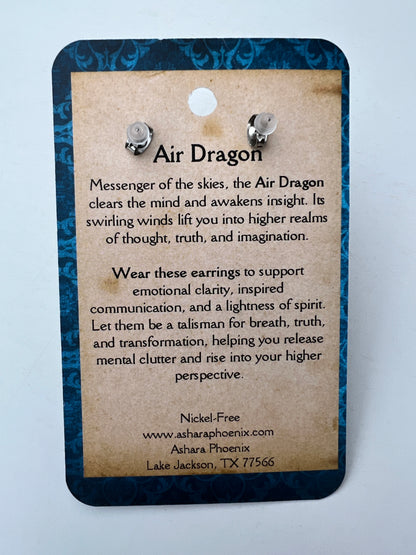 Air Dragon
Messenger of the skies, the Air Dragon
clears the mind and awakens insight. Its
swirling winds lift you into higher realms
of thought, truth, and imagination.
Wear these earrings to support
emotional clarity, inspired
communication, and a lightness of spirit.
Let them be a talisman for breath, truth,
and transformation, helping you release
mental clutter and rise into your higher
perspective.
Nickel-Free
www.asharaphoenix.com
Ashara Phoenix
Lake Jackson, TX 77566